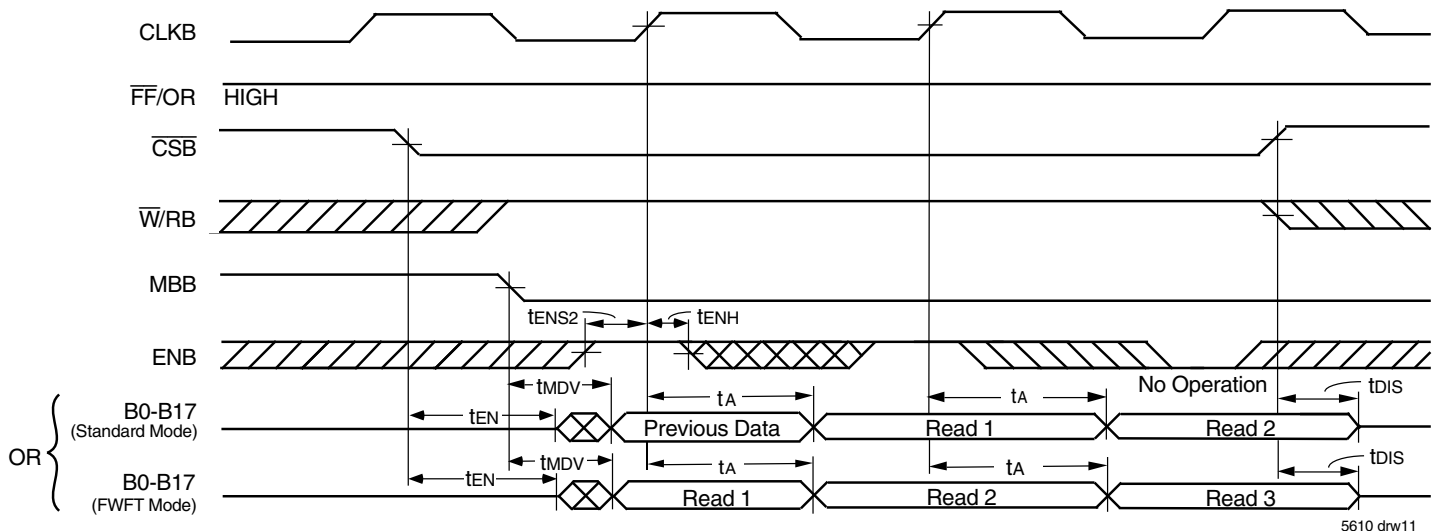 CLKB
FF/OR HIGH
CSB
W/RB
MBB
tENS2 tENH
ENB
No Operation
tMDV tA tA tDIS
B0-B17 tEN
(Standard Mode) Previous Data Read 1 Read 2
OR
tMDV tA tA tDIS
B0-B17 tEN
(FWFT Mode) Read 1 Read 2 Read 3
5610 drw11